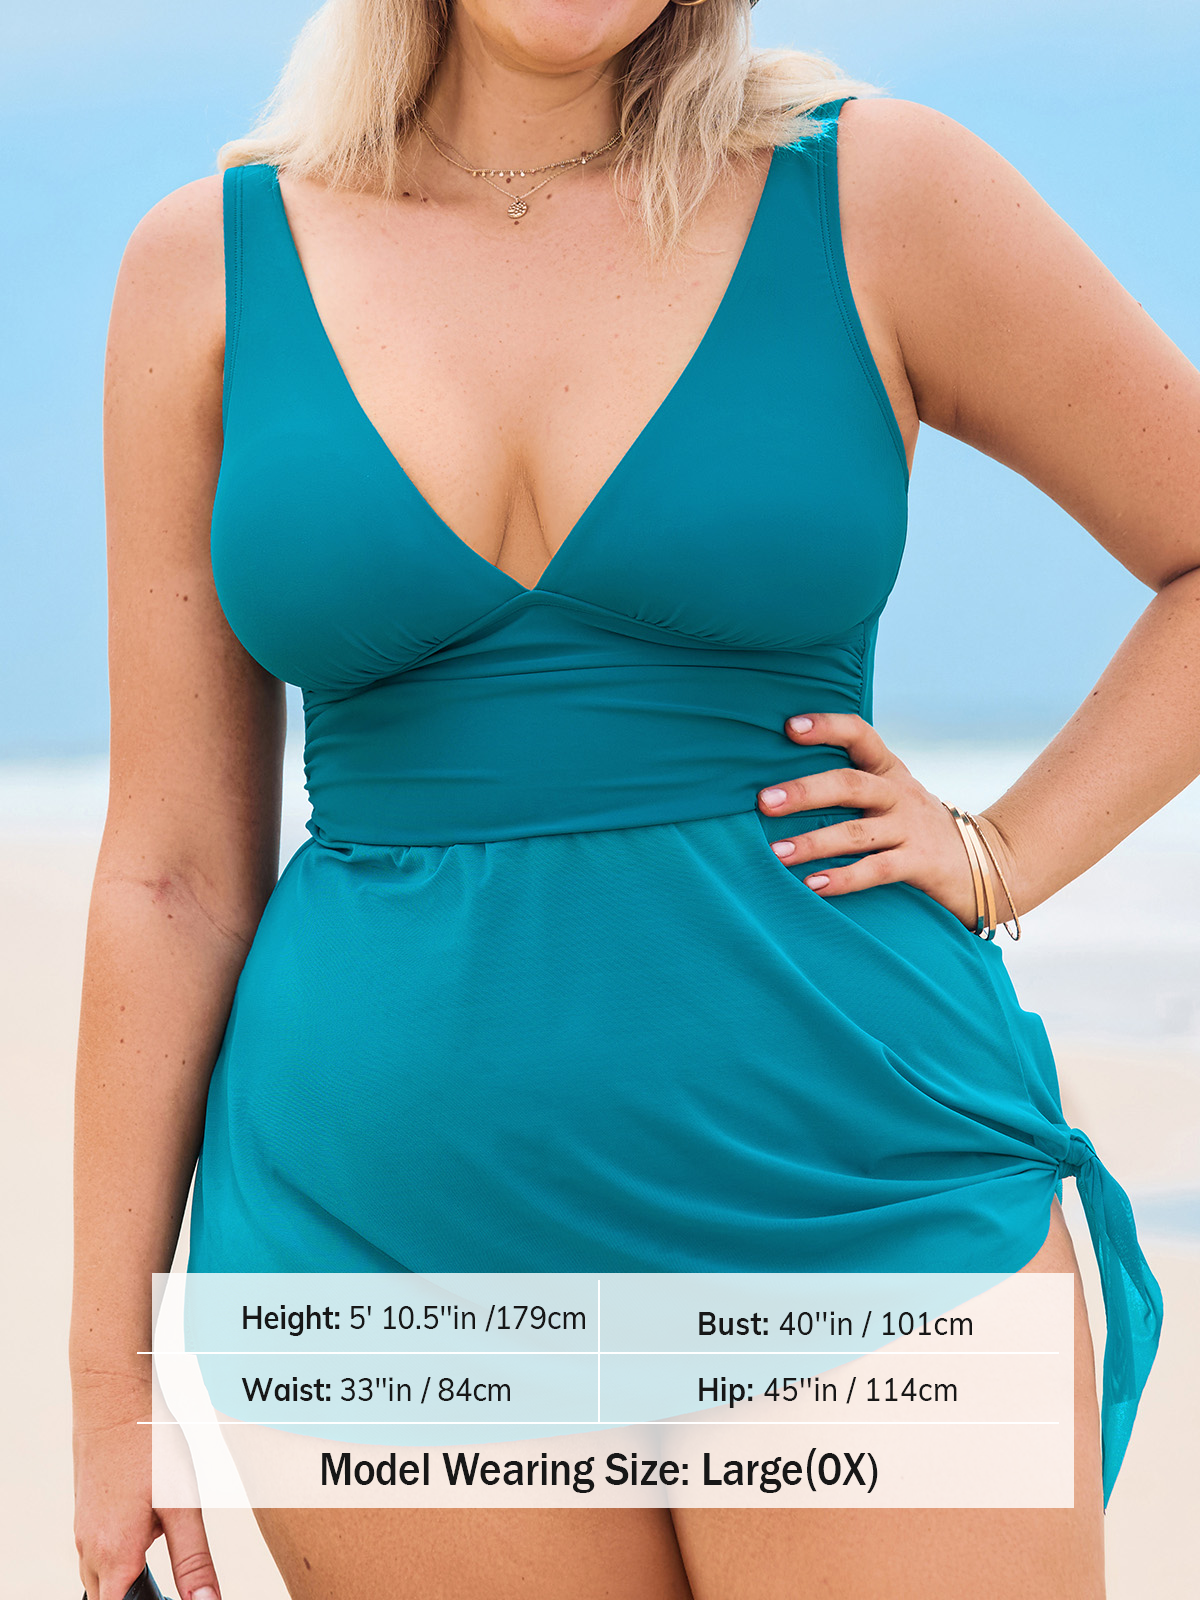 Height: 5' 10.5"in /179cm
Bust: 40"in / 101cm
Waist: 33"in / 84cm
Hip: 45"in / 114cm
Model Wearing Size: Large(0X)